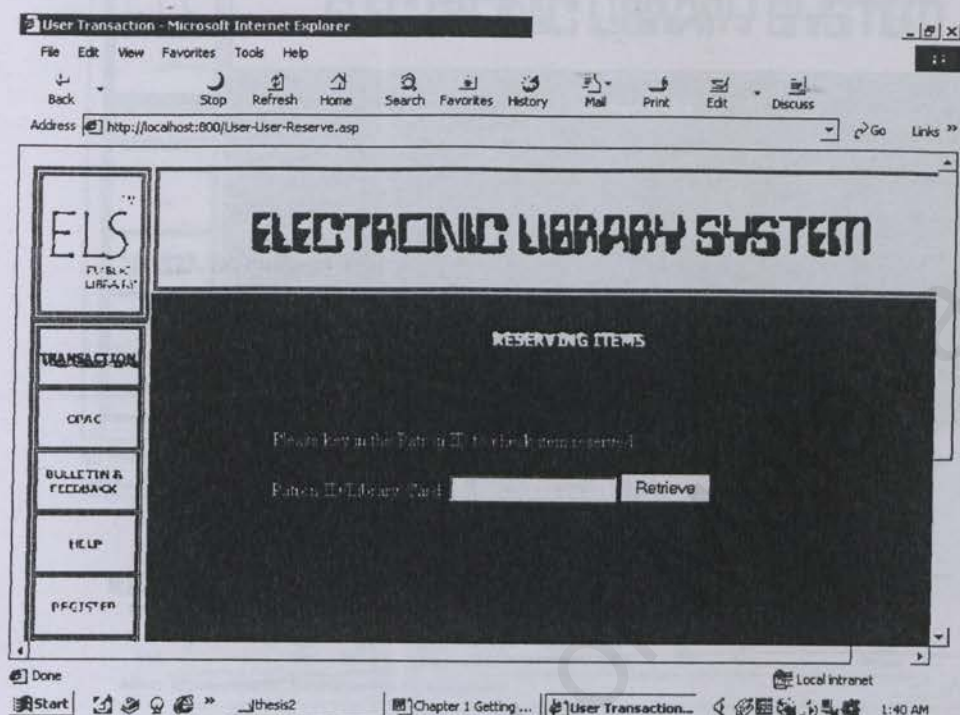 User Transaction - Microsoft Internet Explorer
File Edit View Favorites Tools Help
Back Stop Refresh Home Search Favorites History Mail Print Edit Discuss
Address http://localhost:800/User-User-Reserve.asp Go Links »
ELS
PUBLIC
LIBRARY
ELECTRONIC LIBRARY SYSTEM
RESERVING ITEMS
TRANSACTION
OPAC
BULLETIN &
FEEDBACK
HELP
REGISTER
Please key in the Patron ID to check item reserved
Patron ID/Library Card Retrieve
Done Local intranet
Start » thesis2 Chapter 1 Getting ... User Transaction... 1:40 AM